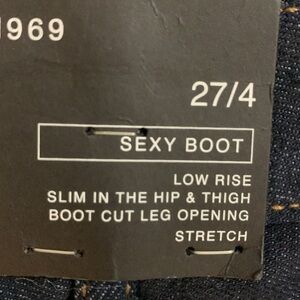 1969
27/4
SEXY BOOT
LOW RISE
SLIM IN THE HIP & THIGH
BOOT CUT LEG OPENING
STRETCH